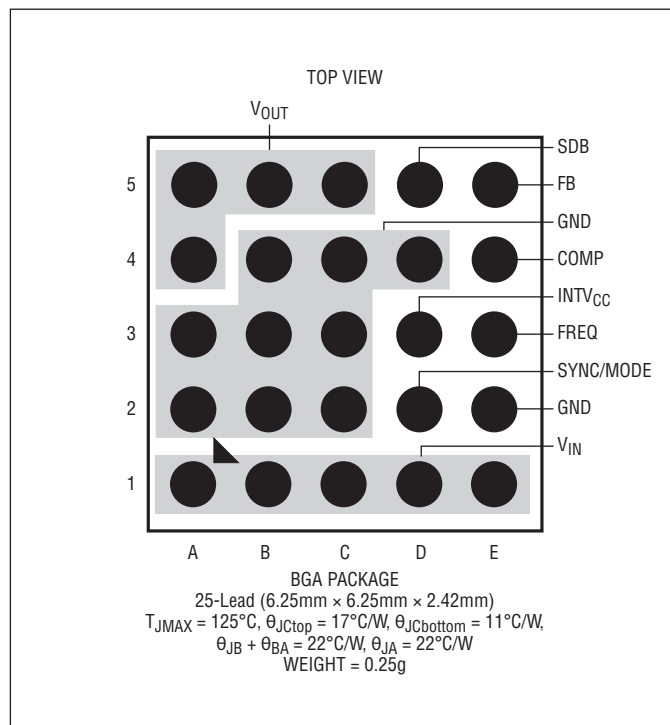 TOP VIEW
VOUT
SDB
5
FB
GND
4
COMP
INTVCC
3
FREQ
SYNC/MODE
2
GND
VIN
1
A B C D E
BGA PACKAGE
25-Lead (6.25mm × 6.25mm × 2.42mm)
TJMAX = 125°C, θJCtop = 17°C/W, θJCbottom = 11°C/W,
θJB + θBA = 22°C/W, θJA = 22°C/W
WEIGHT = 0.25g